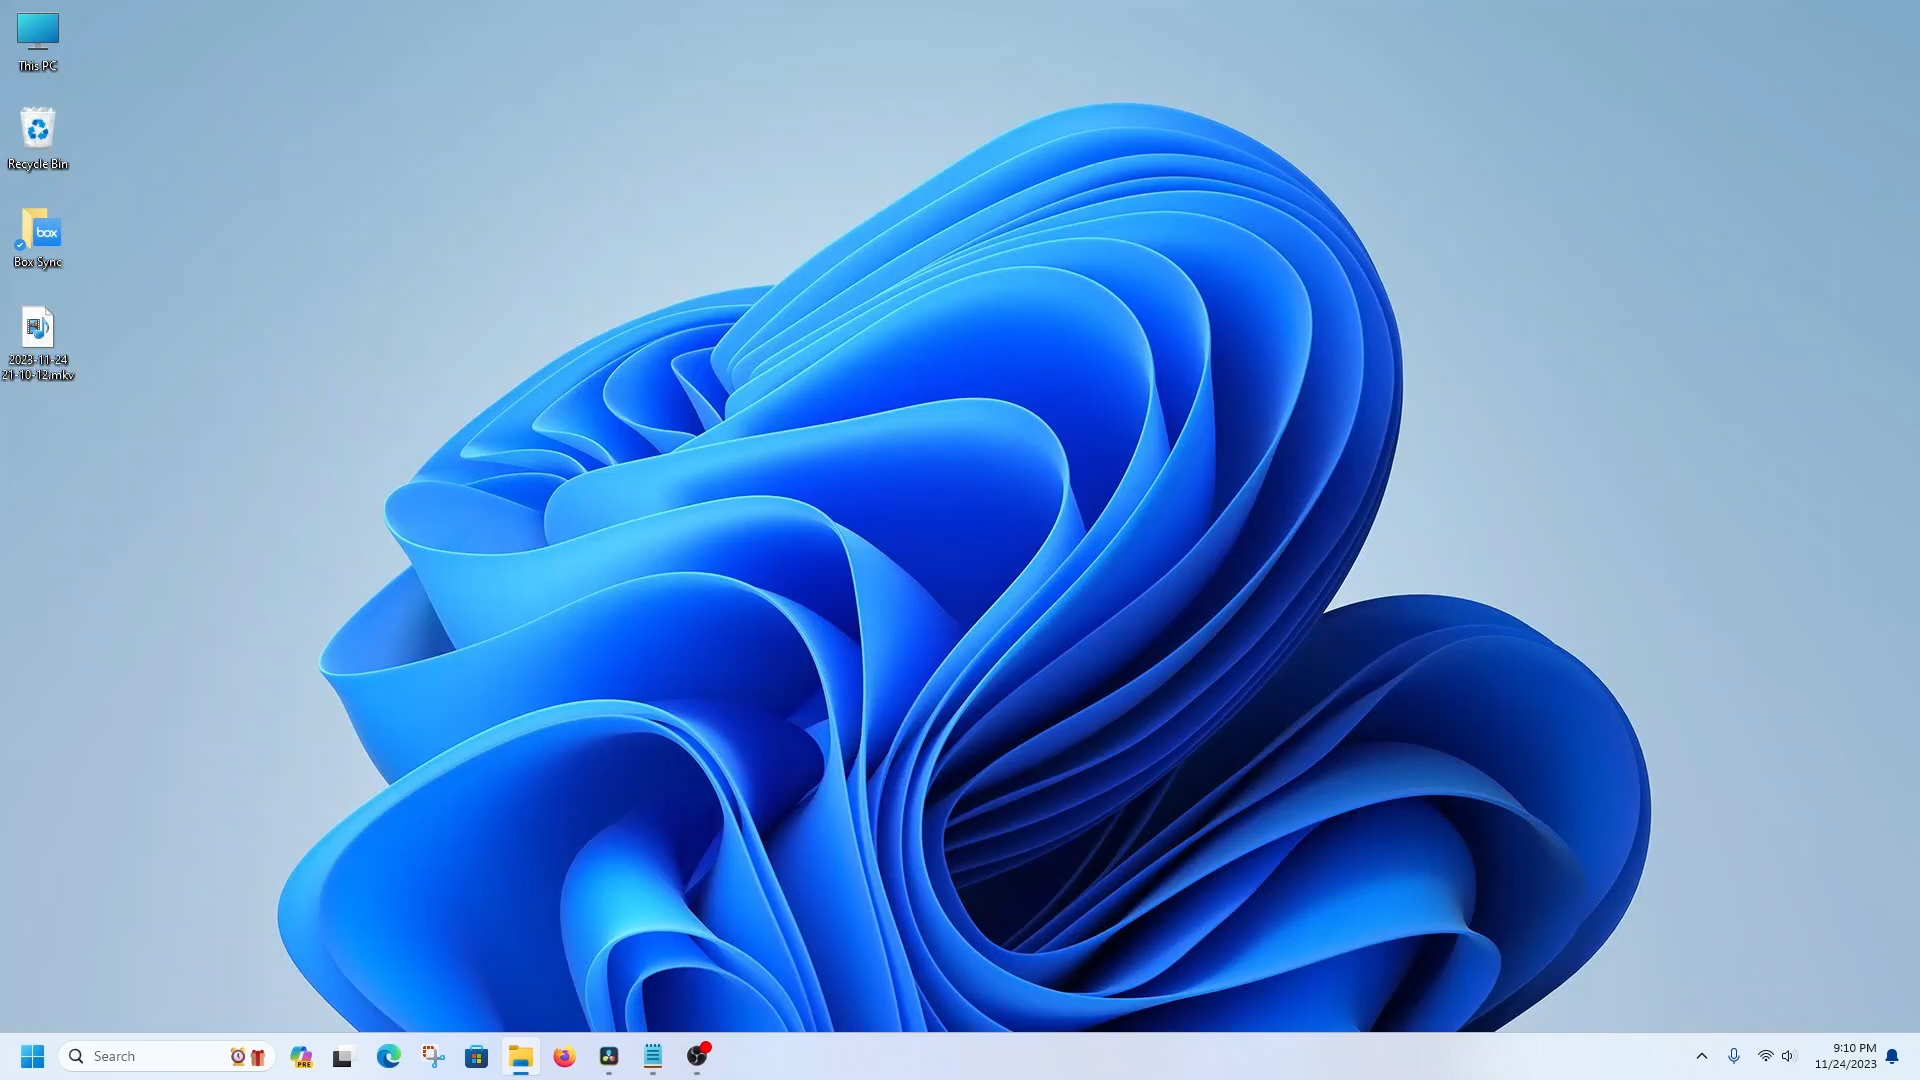 This PC
Recycle Bin
box
Box Sync
2023-11-24
21-10-12.mkv
Search
PRE
9:10 PM
11/24/2023